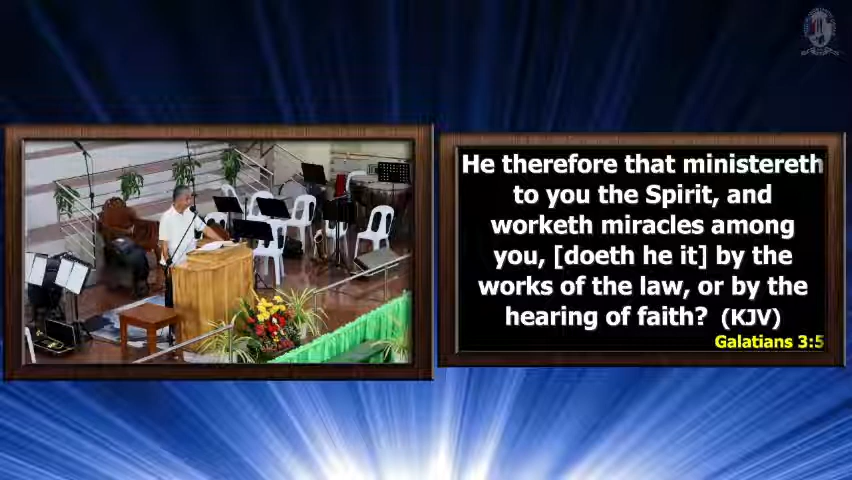 He therefore that ministereth
to you the Spirit, and
worketh miracles among
you, [doeth he it] by the
works of the law, or by the
hearing of faith? (KJV)
Galatians 3:5